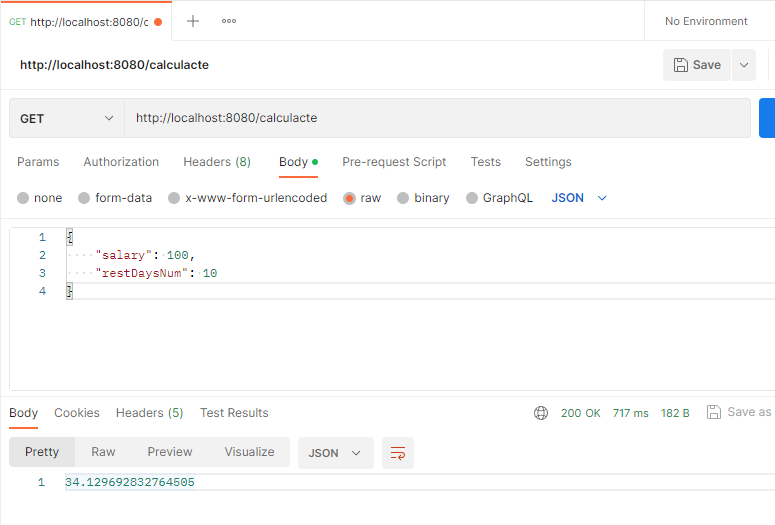 GET http://localhost:8080/c
No Environment
http://localhost:8080/calculacte
Save
GET http://localhost:8080/calculacte
Params Authorization Headers (8) Body Pre-request Script Tests Settings
none form-data x-www-form-urlencoded raw binary GraphQL JSON
1 {
2 "salary": 100,
3 "restDaysNum": 10
4 }
Body Cookies Headers (5) Test Results 200 OK 717 ms 182 B Save as
Pretty Raw Preview Visualize JSON
1 34.129692832764505